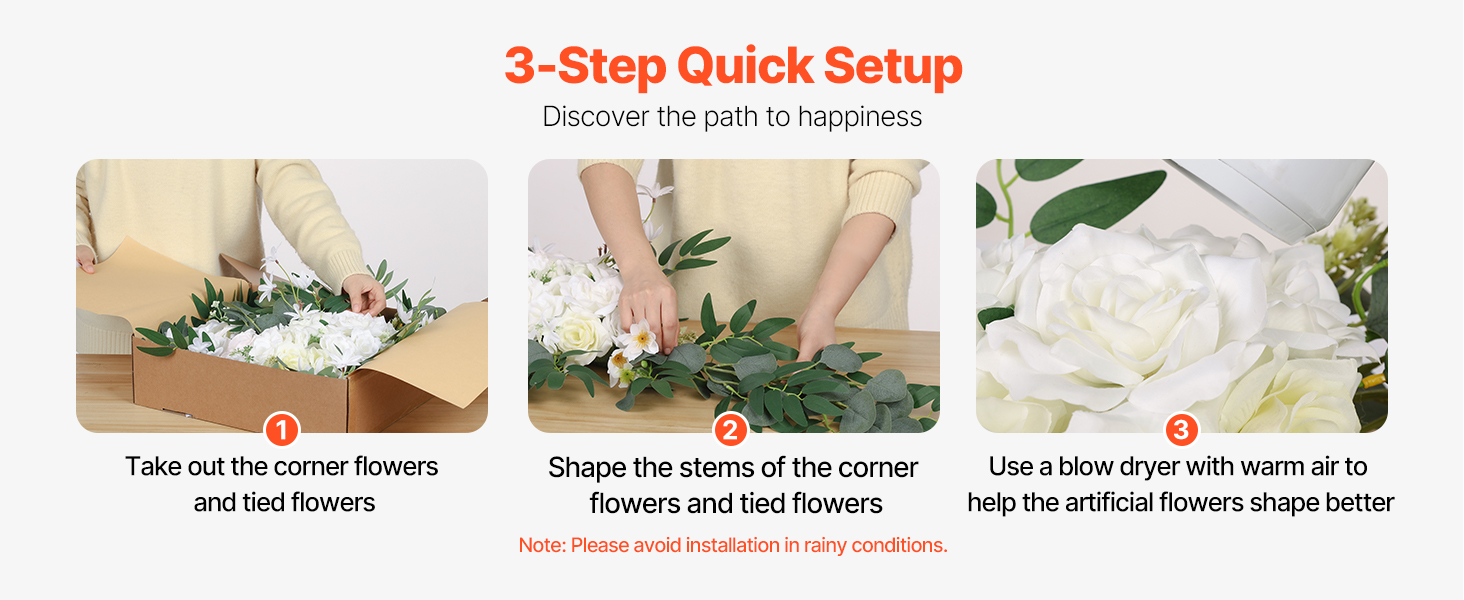 3-Step Quick Setup
Discover the path to happiness
1
Take out the corner flowers
and tied flowers
2
Shape the stems of the corner
flowers and tied flowers
3
Use a blow dryer with warm air to
help the artificial flowers shape better
Note: Please avoid installation in rainy conditions.